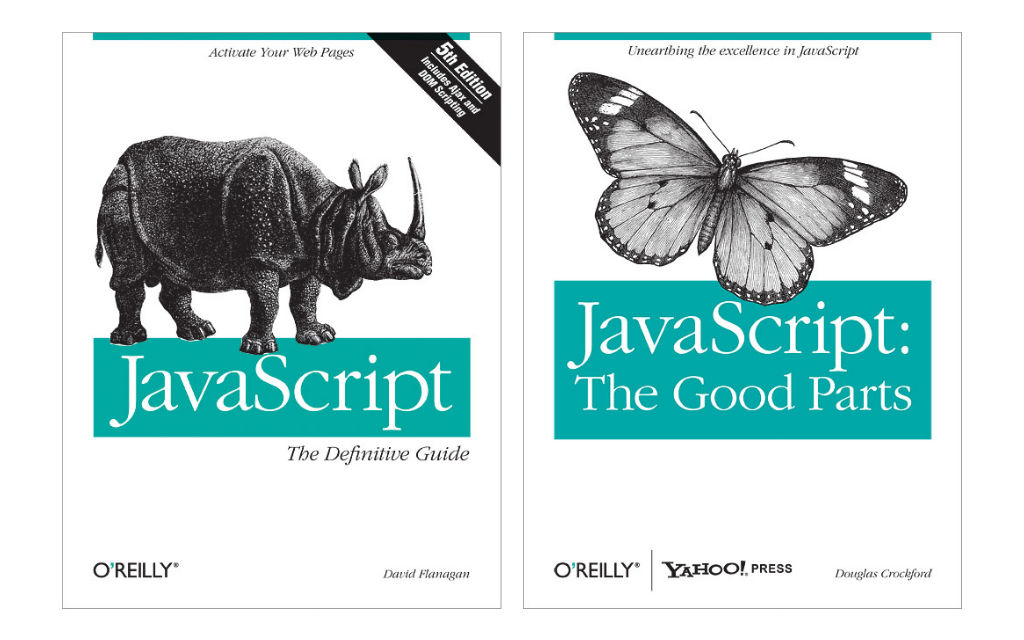 Activate Your Web Pages
5th Edition
Includes Ajax and
DOM Scripting
JavaScript
The Definitive Guide
O'REILLY®
David Flanagan
Unearthing the excellence in JavaScript
JavaScript:
The Good Parts
O'REILLY®
YAHOO! PRESS
Douglas Crockford